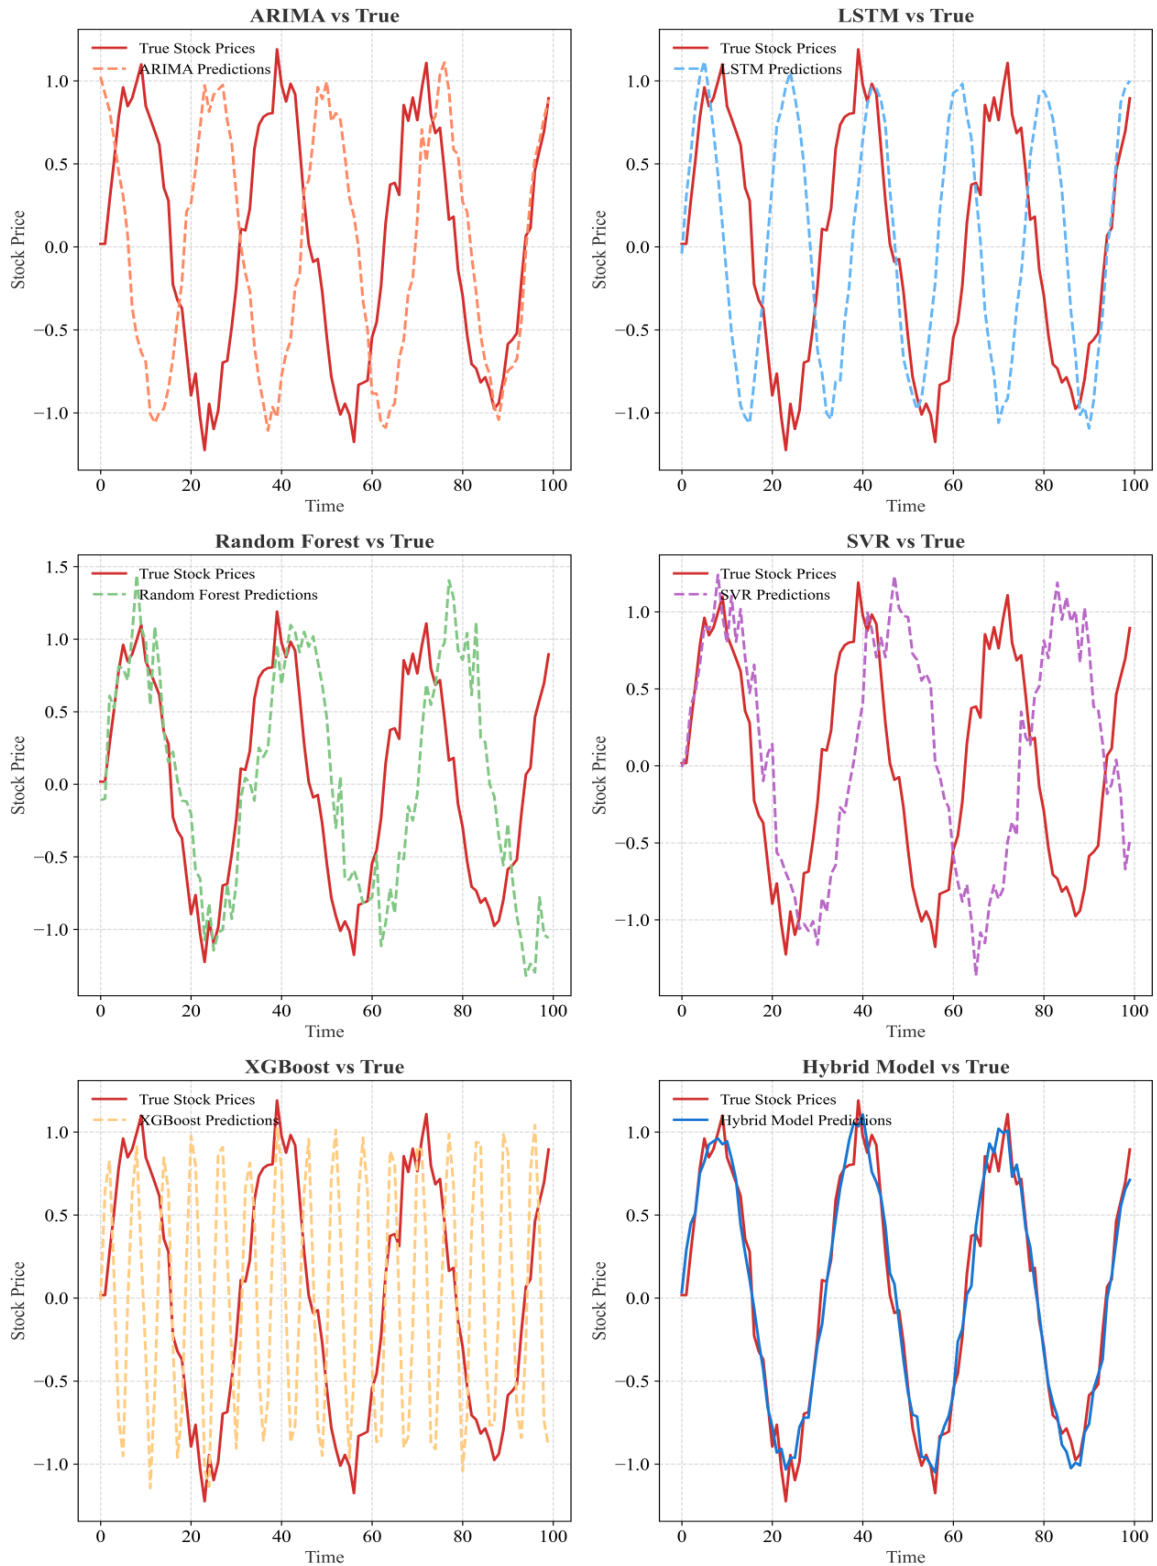 ARIMA vs True
True Stock Prices
ARIMA Predictions
1.0
0.5
0.0
−0.5
−1.0
Stock Price
0 20 40 60 80 100
Time
LSTM vs True
True Stock Prices
LSTM Predictions
1.0
0.5
0.0
−0.5
−1.0
Stock Price
0 20 40 60 80 100
Time
Random Forest vs True
True Stock Prices
Random Forest Predictions
1.5
1.0
0.5
0.0
−0.5
−1.0
Stock Price
0 20 40 60 80 100
Time
SVR vs True
True Stock Prices
SVR Predictions
1.0
0.5
0.0
−0.5
−1.0
Stock Price
0 20 40 60 80 100
Time
XGBoost vs True
True Stock Prices
XGBoost Predictions
1.0
0.5
0.0
−0.5
−1.0
Stock Price
0 20 40 60 80 100
Time
Hybrid Model vs True
True Stock Prices
Hybrid Model Predictions
1.0
0.5
0.0
−0.5
−1.0
Stock Price
0 20 40 60 80 100
Time